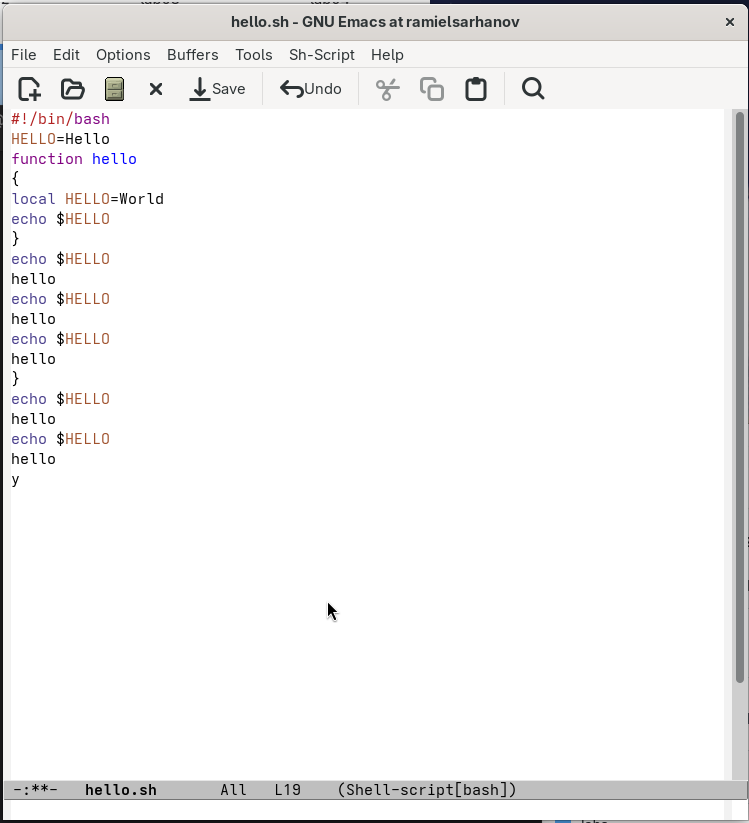 hello.sh - GNU Emacs at ramielsarhanov
File Edit Options Buffers Tools Sh-Script Help
Save Undo
#!/bin/bash
HELLO=Hello
function hello
{
local HELLO=World
echo $HELLO
}
echo $HELLO
hello
echo $HELLO
hello
echo $HELLO
hello
}
echo $HELLO
hello
echo $HELLO
hello
y
-:**- hello.sh All L19 (Shell-script[bash])